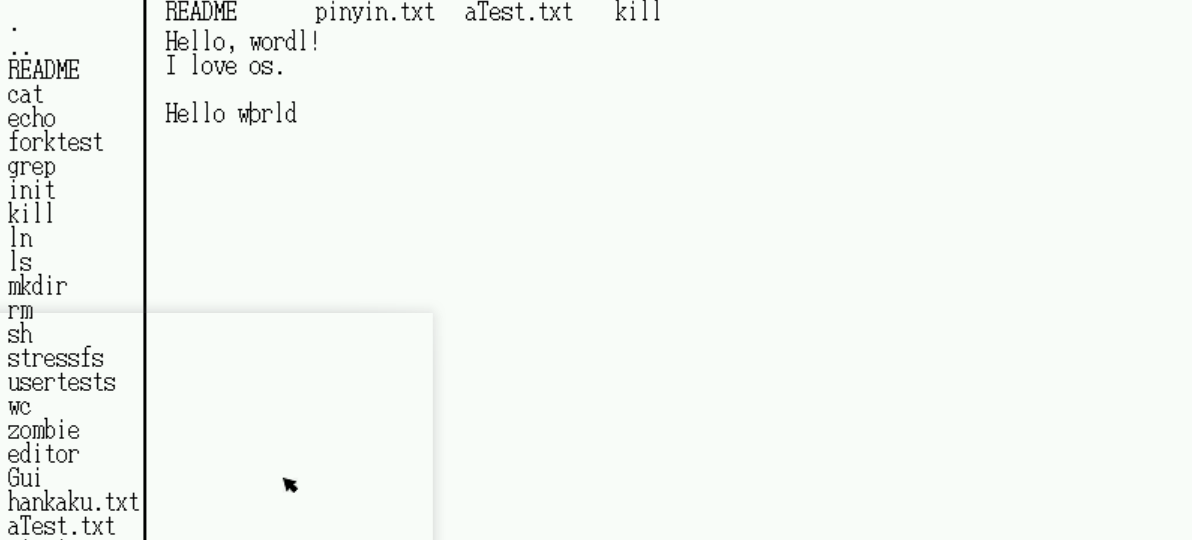 .
..
README
cat
echo
forktest
grep
init
kill
ln
ls
mkdir
rm
sh
stressfs
usertests
wc
zombie
editor
Gui
hankaku.txt
aTest.txt
README pinyin.txt aTest.txt kill
Hello, wordl!
I love os.
Hello world